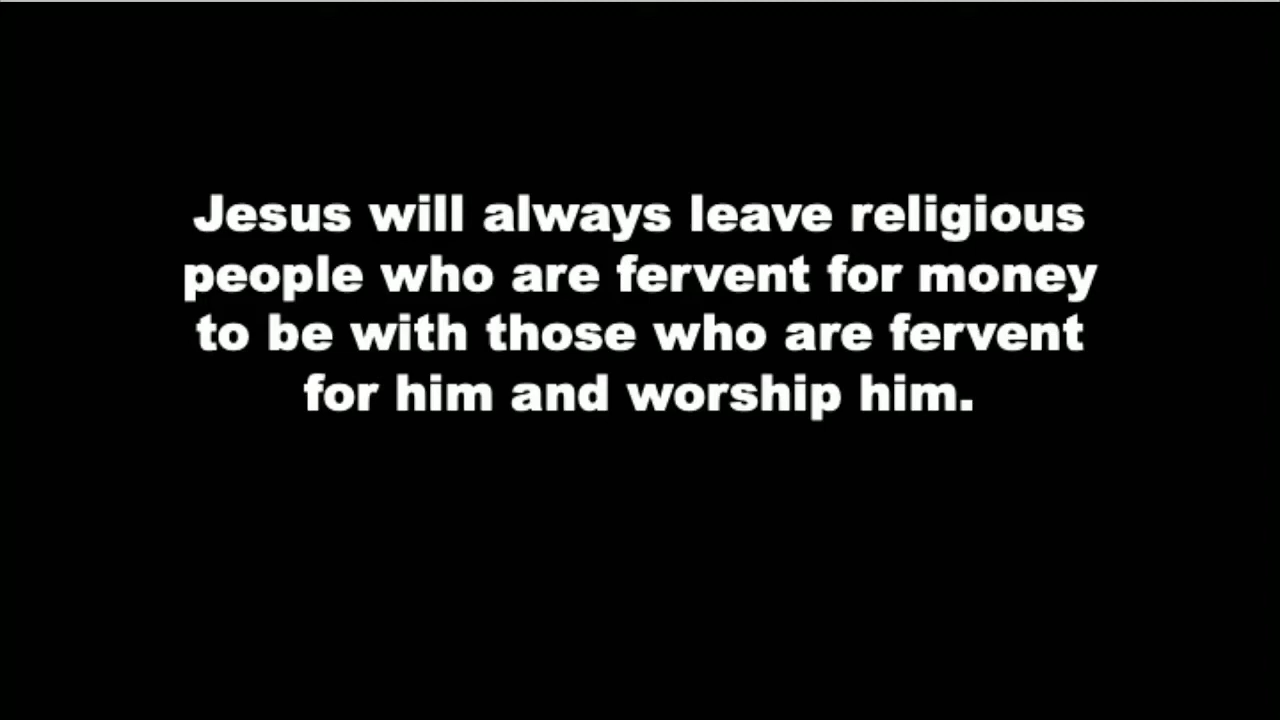 Jesus will always leave religious
people who are fervent for money
to be with those who are fervent
for him and worship him.